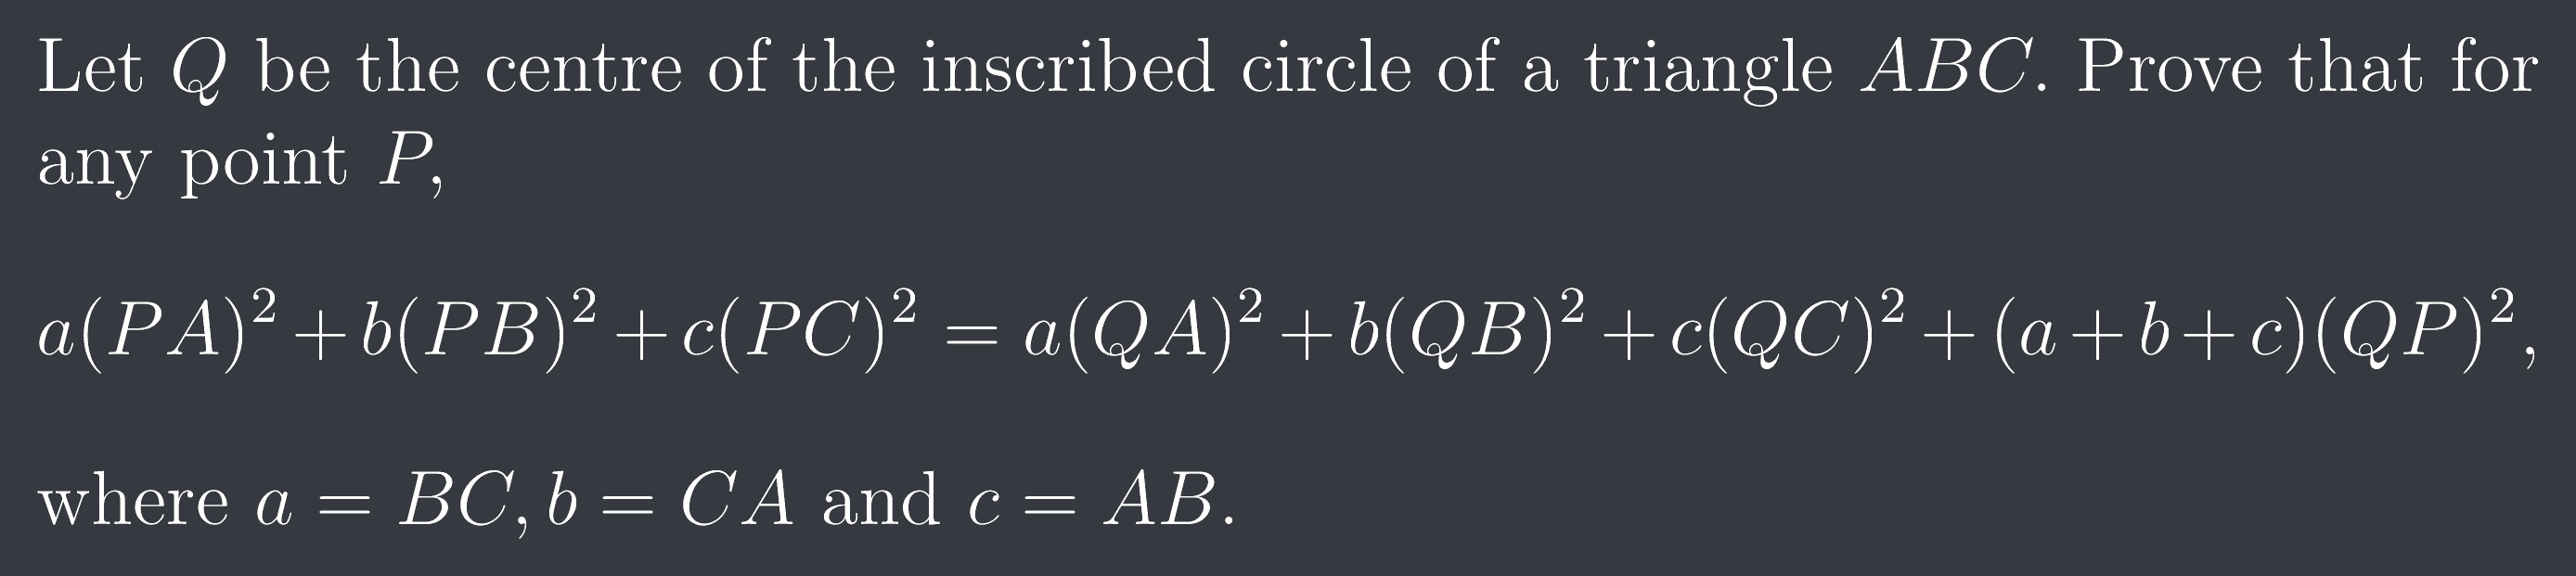 Let Q be the centre of the inscribed circle of a triangle ABC. Prove that for
any point P,
a(PA)² + b(PB)² + c(PC)² = a(QA)² + b(QB)² + c(QC)² + (a + b + c)(QP)²,
where a = BC, b = CA and c = AB.